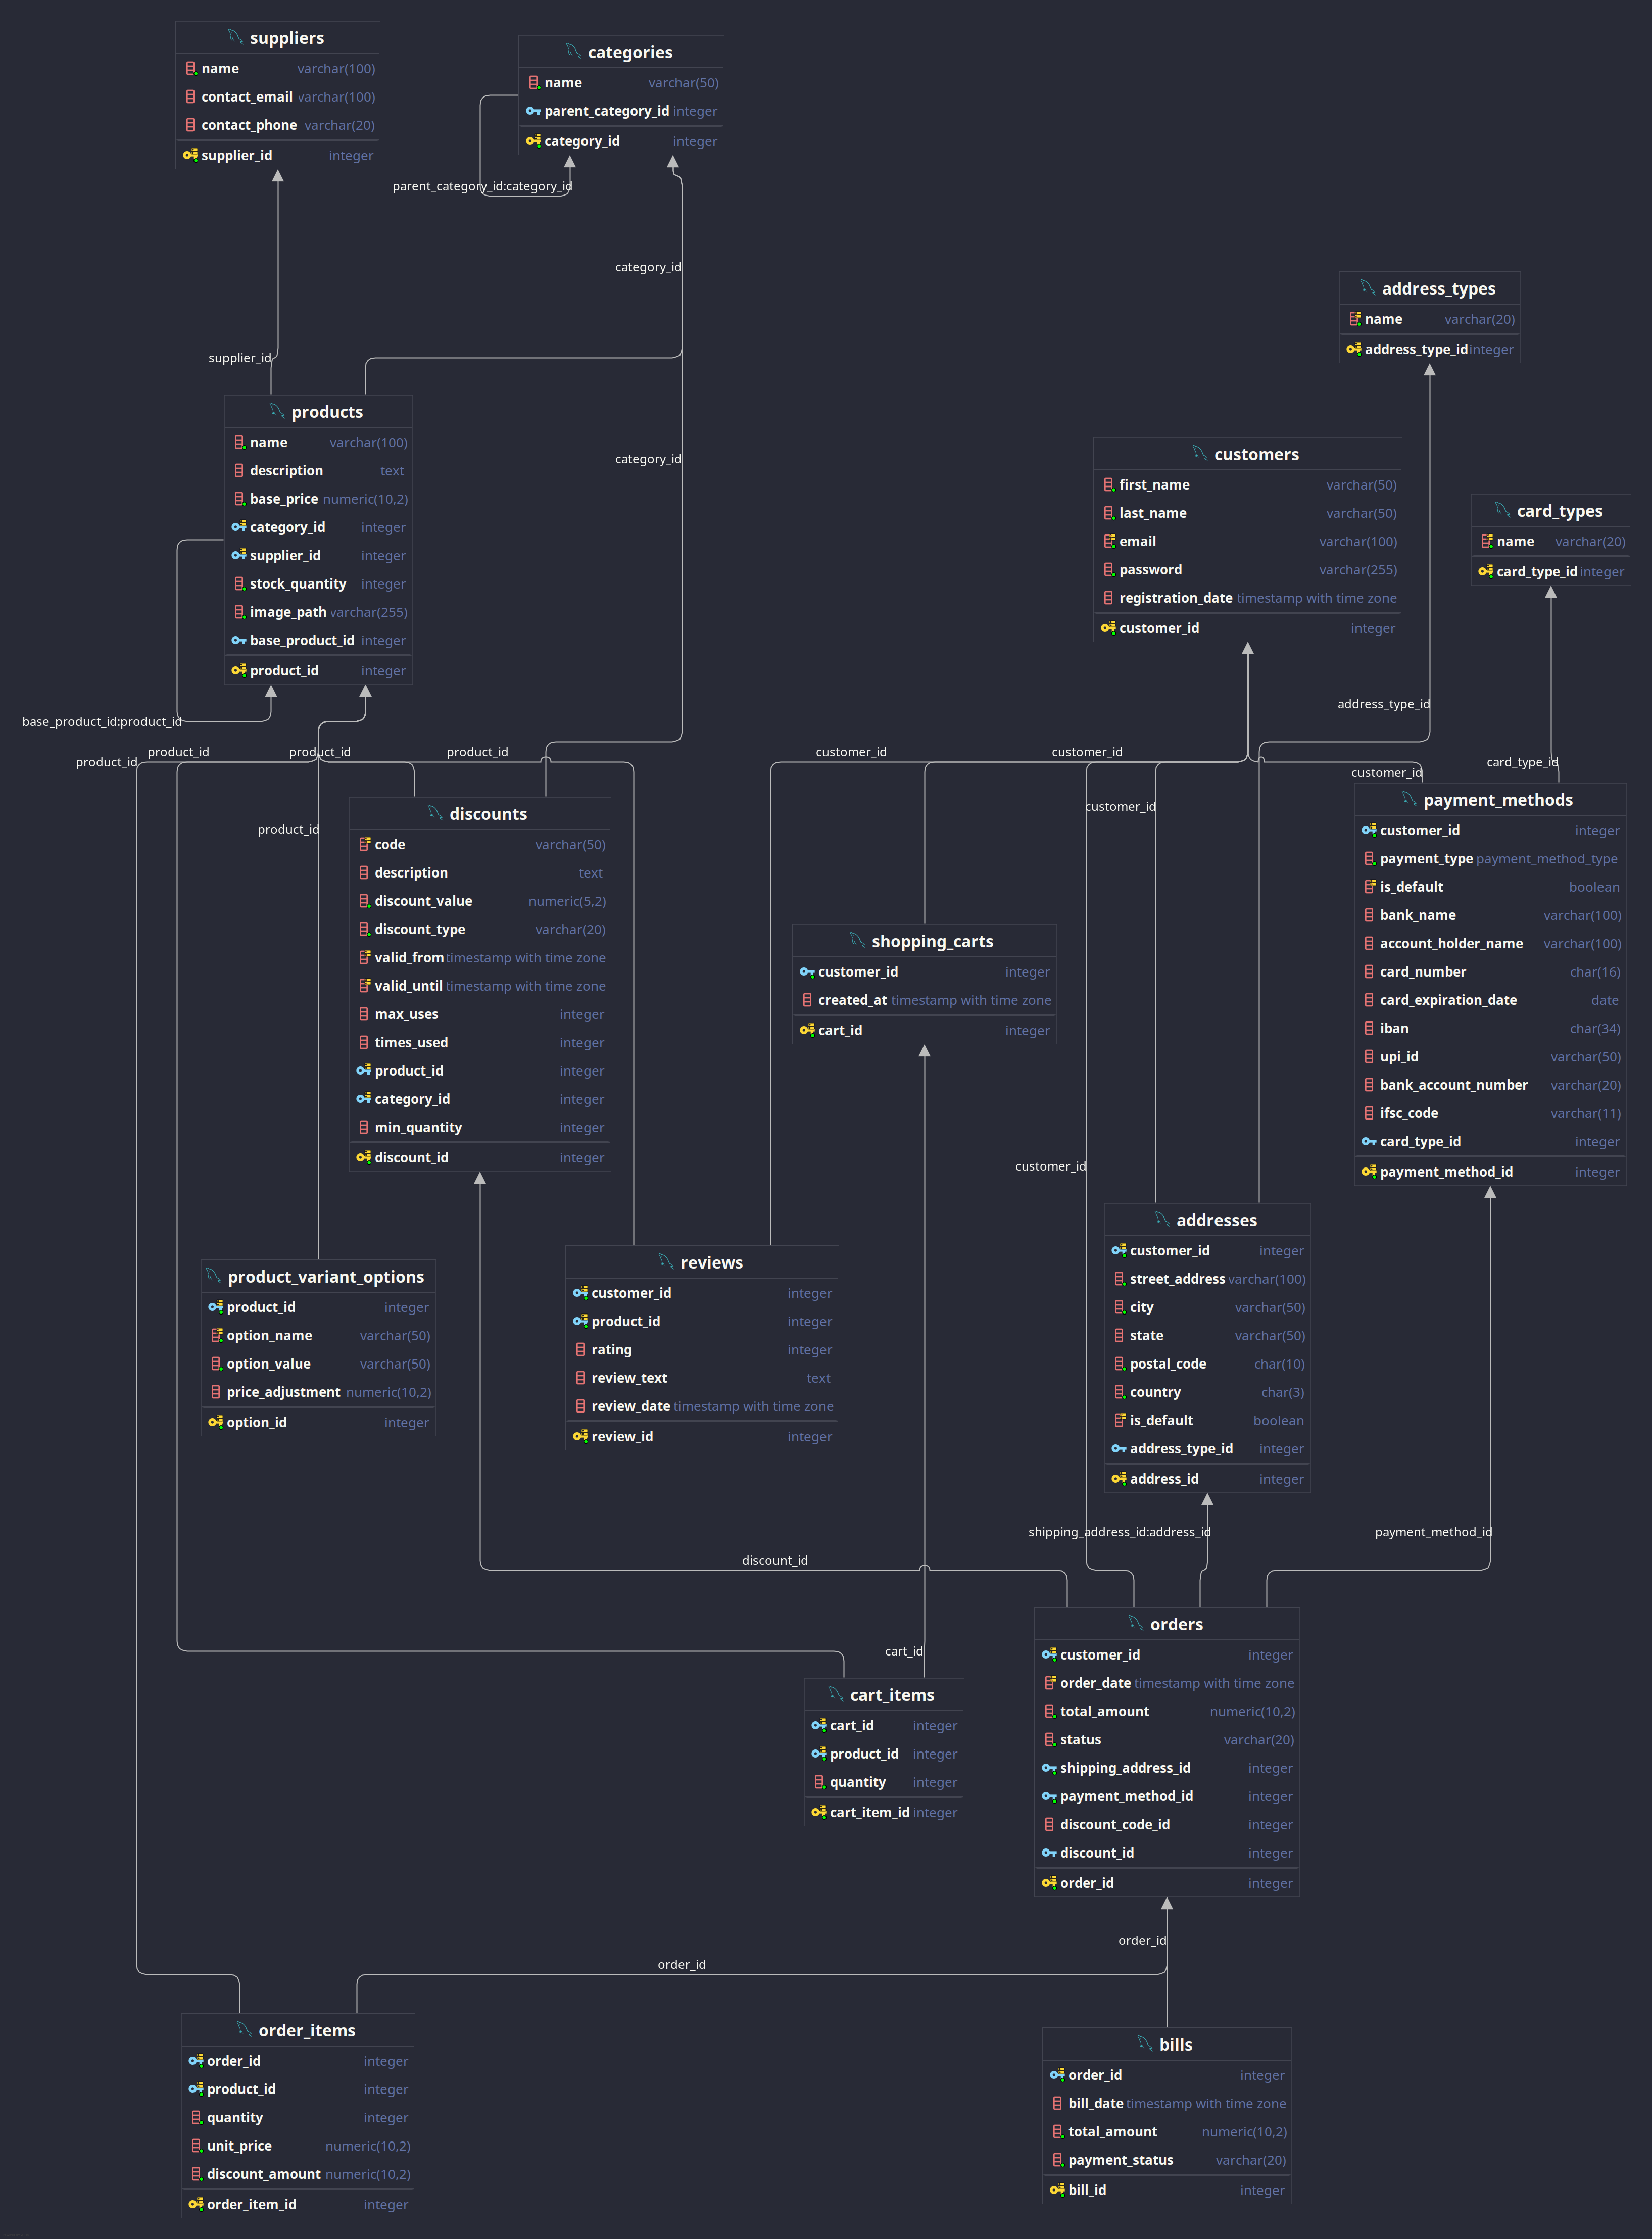 suppliers
name varchar(100)
contact_email varchar(100)
contact_phone varchar(20)
supplier_id integer
categories
name varchar(50)
parent_category_id integer
category_id integer
parent_category_id:category_id
category_id
address_types
name varchar(20)
address_type_id integer
supplier_id
products
name varchar(100)
description text
base_price numeric(10,2)
category_id integer
supplier_id integer
stock_quantity integer
image_path varchar(255)
base_product_id integer
product_id integer
category_id
customers
first_name varchar(50)
last_name varchar(50)
email varchar(100)
password varchar(255)
registration_date timestamp with time zone
customer_id integer
card_types
name varchar(20)
card_type_id integer
address_type_id
base_product_id:product_id
product_id
product_id
product_id
product_id
customer_id
customer_id
customer_id
card_type_id
customer_id
product_id
discounts
code varchar(50)
description text
discount_value numeric(5,2)
discount_type varchar(20)
valid_from timestamp with time zone
valid_until timestamp with time zone
max_uses integer
times_used integer
product_id integer
category_id integer
min_quantity integer
discount_id integer
shopping_carts
customer_id integer
created_at timestamp with time zone
cart_id integer
payment_methods
customer_id integer
payment_type payment_method_type
is_default boolean
bank_name varchar(100)
account_holder_name varchar(100)
card_number char(16)
card_expiration_date date
iban char(34)
upi_id varchar(50)
bank_account_number varchar(20)
ifsc_code varchar(11)
card_type_id integer
payment_method_id integer
customer_id
product_variant_options
product_id integer
option_name varchar(50)
option_value varchar(50)
price_adjustment numeric(10,2)
option_id integer
reviews
customer_id integer
product_id integer
rating integer
review_text text
review_date timestamp with time zone
review_id integer
addresses
customer_id integer
street_address varchar(100)
city varchar(50)
state varchar(50)
postal_code char(10)
country char(3)
is_default boolean
address_type_id integer
address_id integer
shipping_address_id:address_id
payment_method_id
discount_id
orders
customer_id integer
order_date timestamp with time zone
total_amount numeric(10,2)
status varchar(20)
shipping_address_id integer
payment_method_id integer
discount_code_id integer
discount_id integer
order_id integer
cart_id
cart_items
cart_id integer
product_id integer
quantity integer
cart_item_id integer
order_id
order_id
order_items
order_id integer
product_id integer
quantity integer
unit_price numeric(10,2)
discount_amount numeric(10,2)
order_item_id integer
bills
order_id integer
bill_date timestamp with time zone
total_amount numeric(10,2)
payment_status varchar(20)
bill_id integer